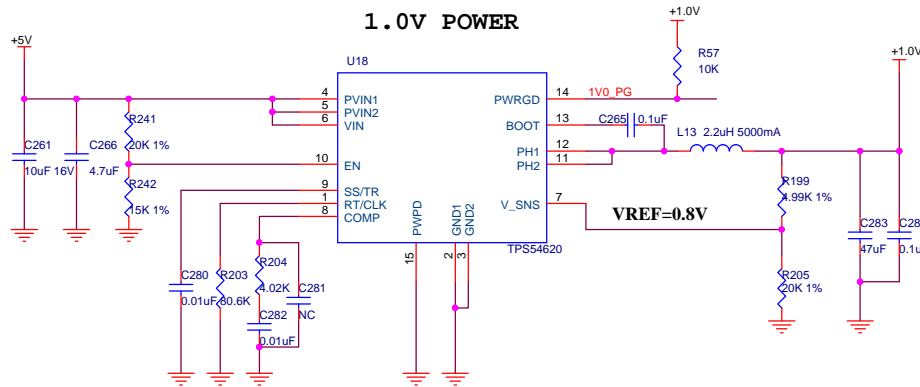 1.0V POWER
+5V
+1.0V
+1.0V
U18
R57
10K
4
PVIN1
5
PVIN2
6
VIN
PWRGD
14
1V0_PG
BOOT
13
C265
0.1uF
L13 2.2uH 5000mA
R241
20K 1%
C261
10uF 16V
C266
4.7uF
PH1
12
PH2
11
10
EN
R242
15K 1%
9
SS/TR
1
RT/CLK
8
COMP
V_SNS
7
VREF=0.8V
R199
4.99K 1%
PWPD
GND1
GND2
TPS54620
15
2
3
C283
47uF
C28
0.1u
C280
0.01uF
R203
80.6K
R204
4.02K
C281
NC
C282
0.01uF
R205
20K 1%